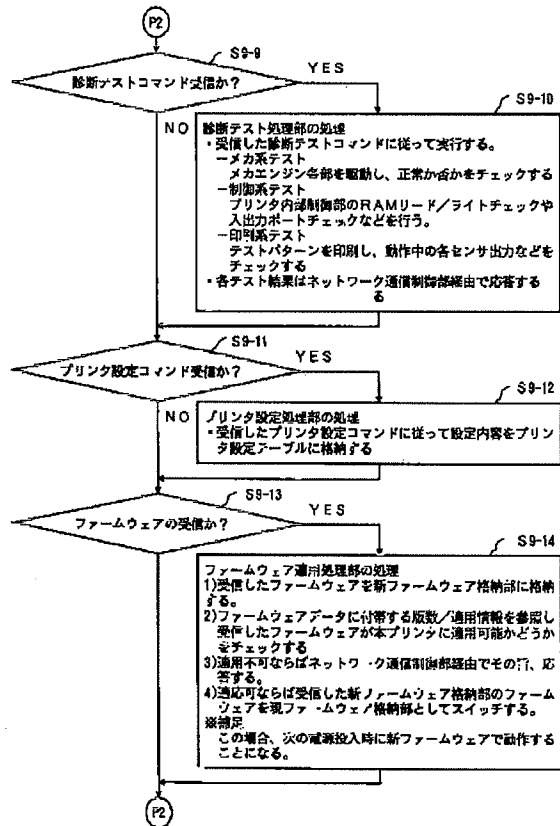 P2
S9-9
診断テストコマンド受信か?
YES
S9-10
NO
診断テスト処理部の処理
・受信した診断テストコマンドに従って実行する。
－メカ系テスト
メカエンジン各部を駆動し、正常か否かをチェックする
－制御系テスト
プリンタ内部制御部のRAMリード／ライトチェックや
入出力ポートチェックなどを行う。
－印刷系テスト
テストパターンを印刷し、動作中の各センサ出力などを
チェックする
・各テスト結果はネットワーク通信制御部経由で応答する
る
S9-11
プリンタ設定コマンド受信か?
YES
S9-12
NO
プリンタ設定処理部の処理
・受信したプリンタ設定コマンドに従って設定内容をプリン
タ設定テーブルに格納する
S9-13
ファームウェアの受信か?
YES
S9-14
NO
ファームウェア適用処理部の処理
1)受信したファームウェアを新ファームウェア格納部に格納
する。
2)ファームウェアデータに付帯する版数／適用情報を参照し
受信したファームウェアが本プリンタに適用可能かどうか
をチェックする
3)適用不可ならばネットワーク通信制御部経由でその旨、応
答する。
4)適応可ならば受信した新ファームウェア格納部のファーム
ウェアを現ファームウェア格納部としてスイッチする。
※補足
この場合、次の電源投入時に新ファームウェアで動作する
ことになる。
P2